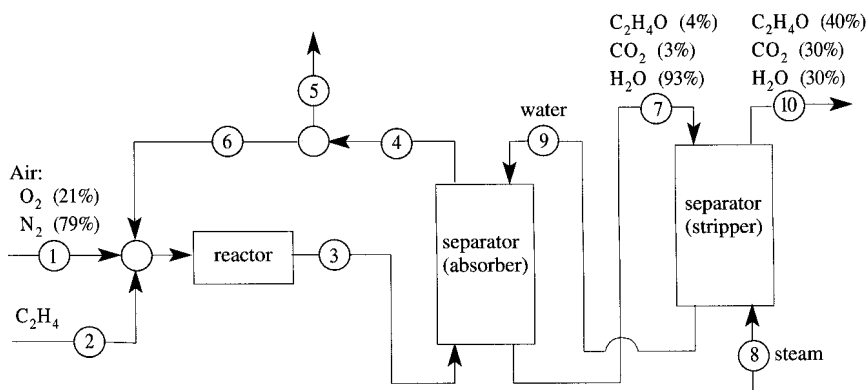 C₂H₄O (4%)
CO₂ (3%)
H₂O (93%)
C₂H₄O (40%)
CO₂ (30%)
H₂O (30%)
5
water
7
10
6
4
9
Air:
O₂ (21%)
N₂ (79%)
separator
(stripper)
separator
(absorber)
1
reactor
3
C₂H₄
2
8
steam